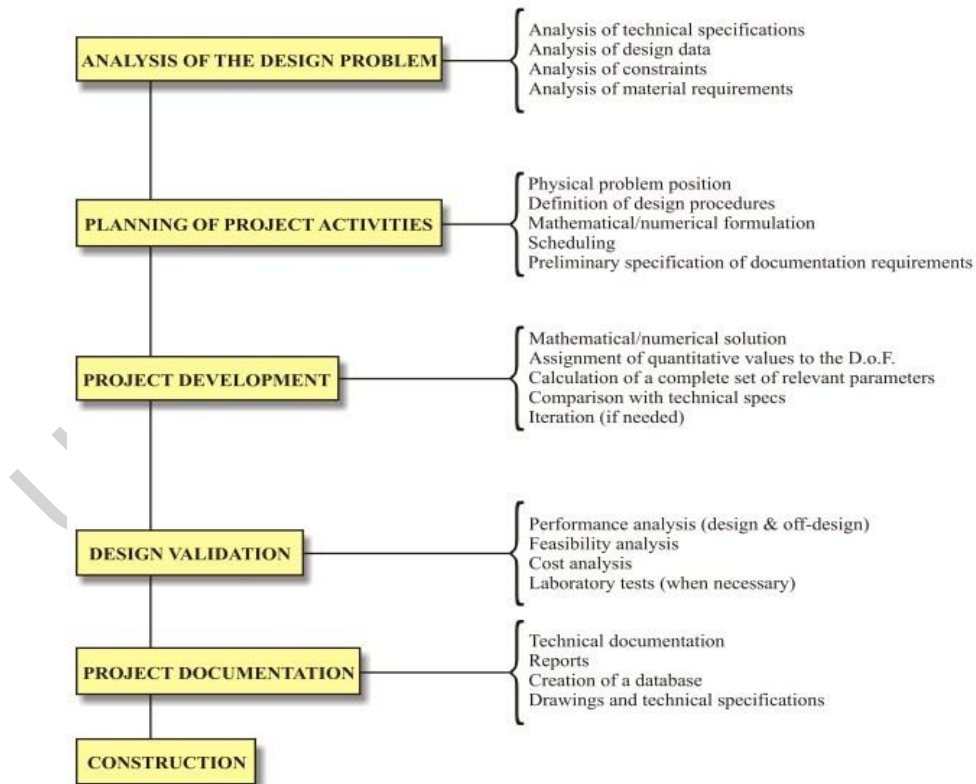 ANALYSIS OF THE DESIGN PROBLEM
Analysis of technical specifications
Analysis of design data
Analysis of constraints
Analysis of material requirements
PLANNING OF PROJECT ACTIVITIES
Physical problem position
Definition of design procedures
Mathematical/numerical formulation
Scheduling
Preliminary specification of documentation requirements
PROJECT DEVELOPMENT
Mathematical/numerical solution
Assignment of quantitative values to the D.o.F.
Calculation of a complete set of relevant parameters
Comparison with technical specs
Iteration (if needed)
DESIGN VALIDATION
Performance analysis (design & off-design)
Feasibility analysis
Cost analysis
Laboratory tests (when necessary)
PROJECT DOCUMENTATION
Technical documentation
Reports
Creation of a database
Drawings and technical specifications
CONSTRUCTION